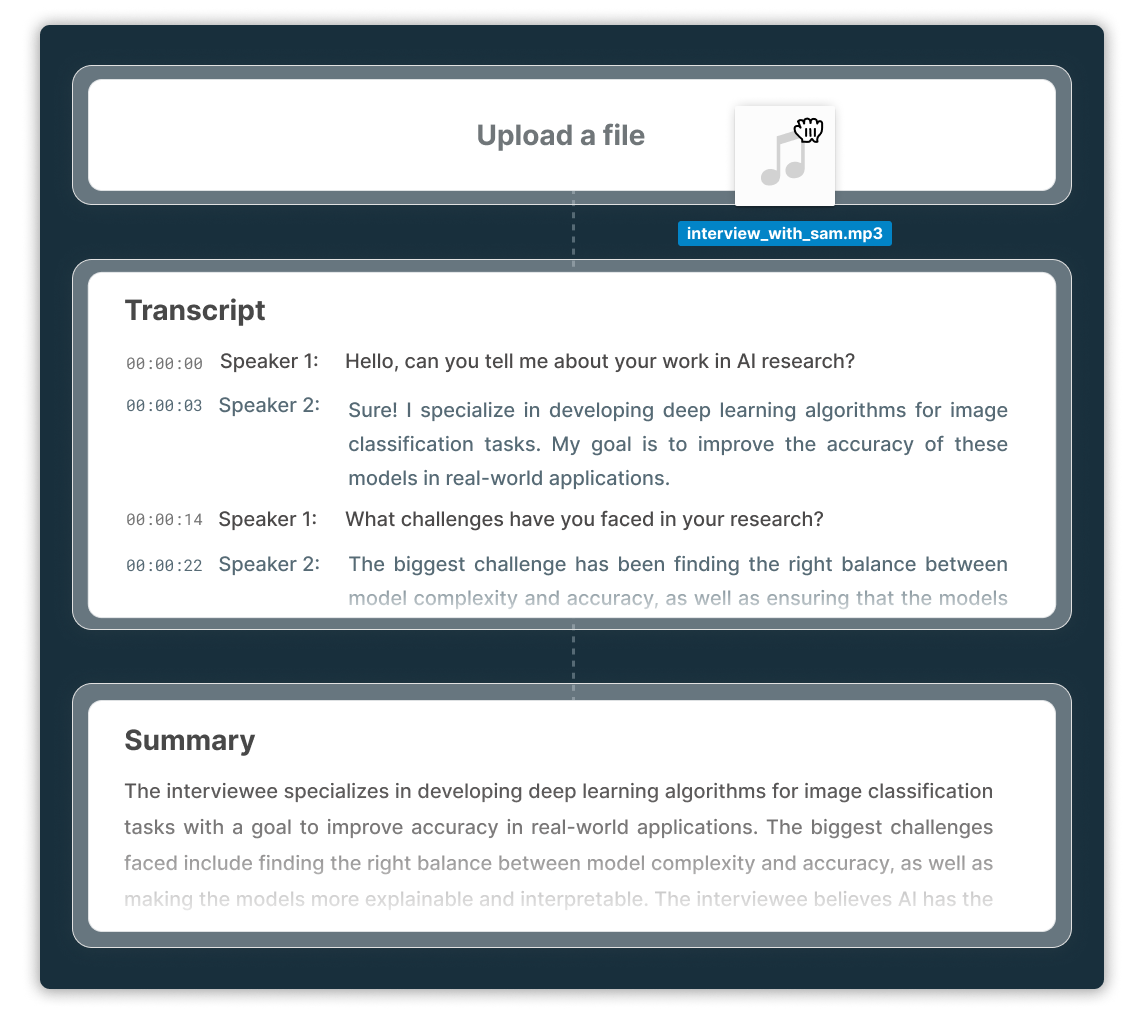 Upload a file
interview_with_sam.mp3
Transcript
00:00:00 Speaker 1: Hello, can you tell me about your work in AI research?
00:00:03 Speaker 2: Sure! I specialize in developing deep learning algorithms for image
classification tasks. My goal is to improve the accuracy of these
models in real-world applications.
00:00:14 Speaker 1: What challenges have you faced in your research?
00:00:22 Speaker 2: The biggest challenge has been finding the right balance between
model complexity and accuracy, as well as ensuring that the models
Summary
The interviewee specializes in developing deep learning algorithms for image classification
tasks with a goal to improve accuracy in real-world applications. The biggest challenges
faced include finding the right balance between model complexity and accuracy, as well as
making the models more explainable and interpretable. The interviewee believes AI has the